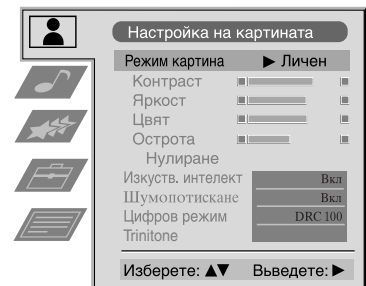 Настройка на картината
Режим картина ▶ Личен
Контраст
Яркост
Цвят
Острота
Нулиране
Изкуств. интелект Вкл
Шумопотискане Вкл
Цифров режим DRC 100
Trinitone
Изберете: ▲▼ Въведете: ▶